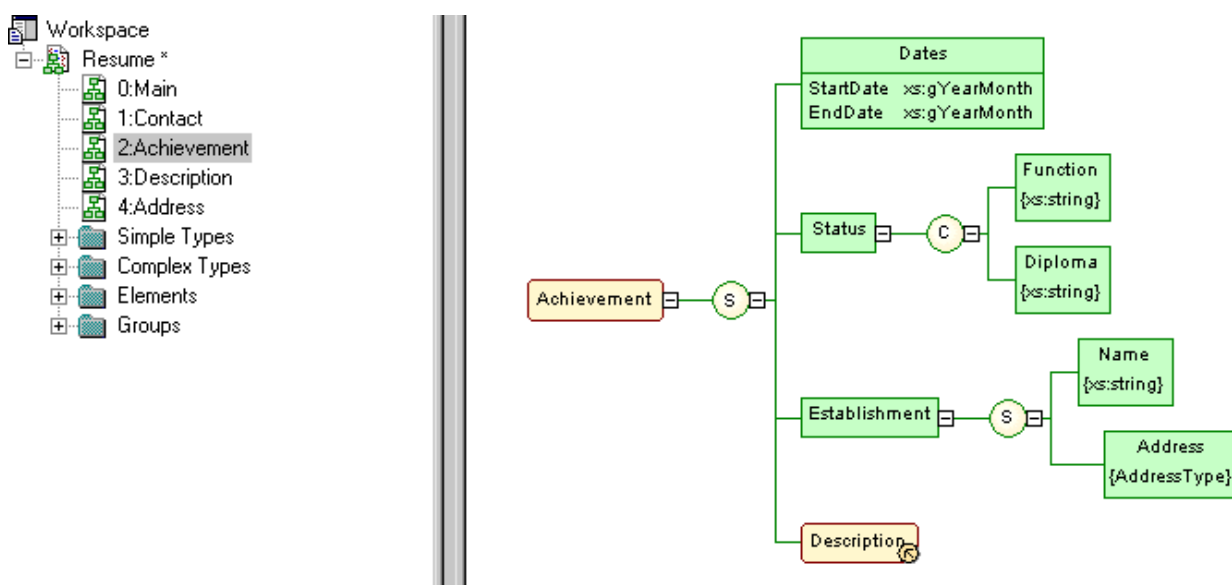 Workspace
Resume *
0:Main
1:Contact
2:Achievement
3:Description
4:Address
Simple Types
Complex Types
Elements
Groups
Dates
StartDate xs:gYearMonth
EndDate xs:gYearMonth
Function
{xs:string}
Status
C
Diploma
{xs:string}
Achievement
S
Name
{xs:string}
Establishment
S
Address
{AddressType}
Description